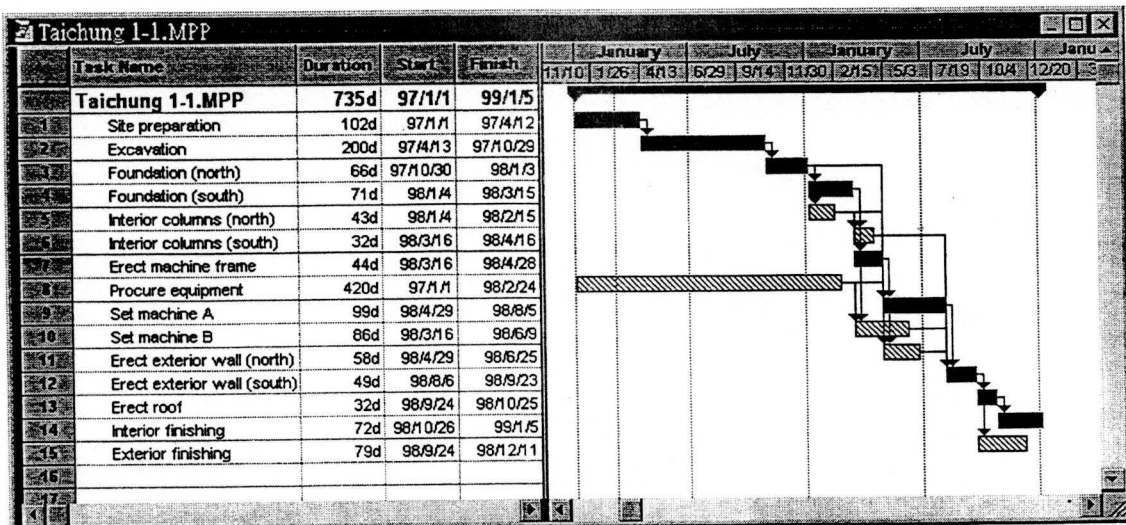 Taichung 1-1.MPP
January July January July Janu
Task Name Duration Start Finish 11/10 1/26 4/13 6/29 9/14 11/30 2/15 5/3 7/19 10/4 12/20 3
Taichung 1-1.MPP 735d 97/1/1 99/1/5
1 Site preparation 102d 97/1/1 97/4/12
2 Excavation 200d 97/4/13 97/10/29
3 Foundation (north) 66d 97/10/30 98/1/3
4 Foundation (south) 71d 98/1/4 98/3/15
5 Interior columns (north) 43d 98/1/4 98/2/15
6 Interior columns (south) 32d 98/3/16 98/4/16
7 Erect machine frame 44d 98/3/16 98/4/28
8 Procure equipment 420d 97/1/1 98/2/24
9 Set machine A 99d 98/4/29 98/8/5
10 Set machine B 86d 98/3/16 98/6/9
11 Erect exterior wall (north) 58d 98/4/29 98/6/25
12 Erect exterior wall (south) 49d 98/8/6 98/9/23
13 Erect roof 32d 98/9/24 98/10/25
14 Interior finishing 72d 98/10/26 99/1/5
15 Exterior finishing 79d 98/9/24 98/12/11
16
17